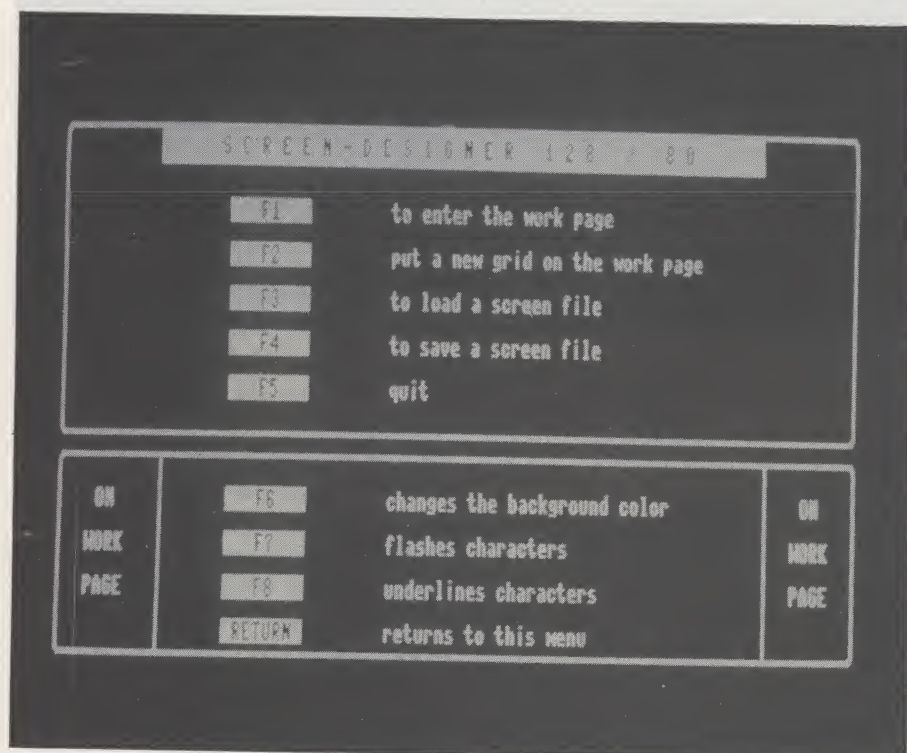 SCREEN-DESIGNER 128 / 80
F1 to enter the work page
F2 put a new grid on the work page
F3 to load a screen file
F4 to save a screen file
F5 quit
ON F6 changes the background color ON
WORK F7 flashes characters WORK
PAGE F8 underlines characters PAGE
RETURN returns to this menu